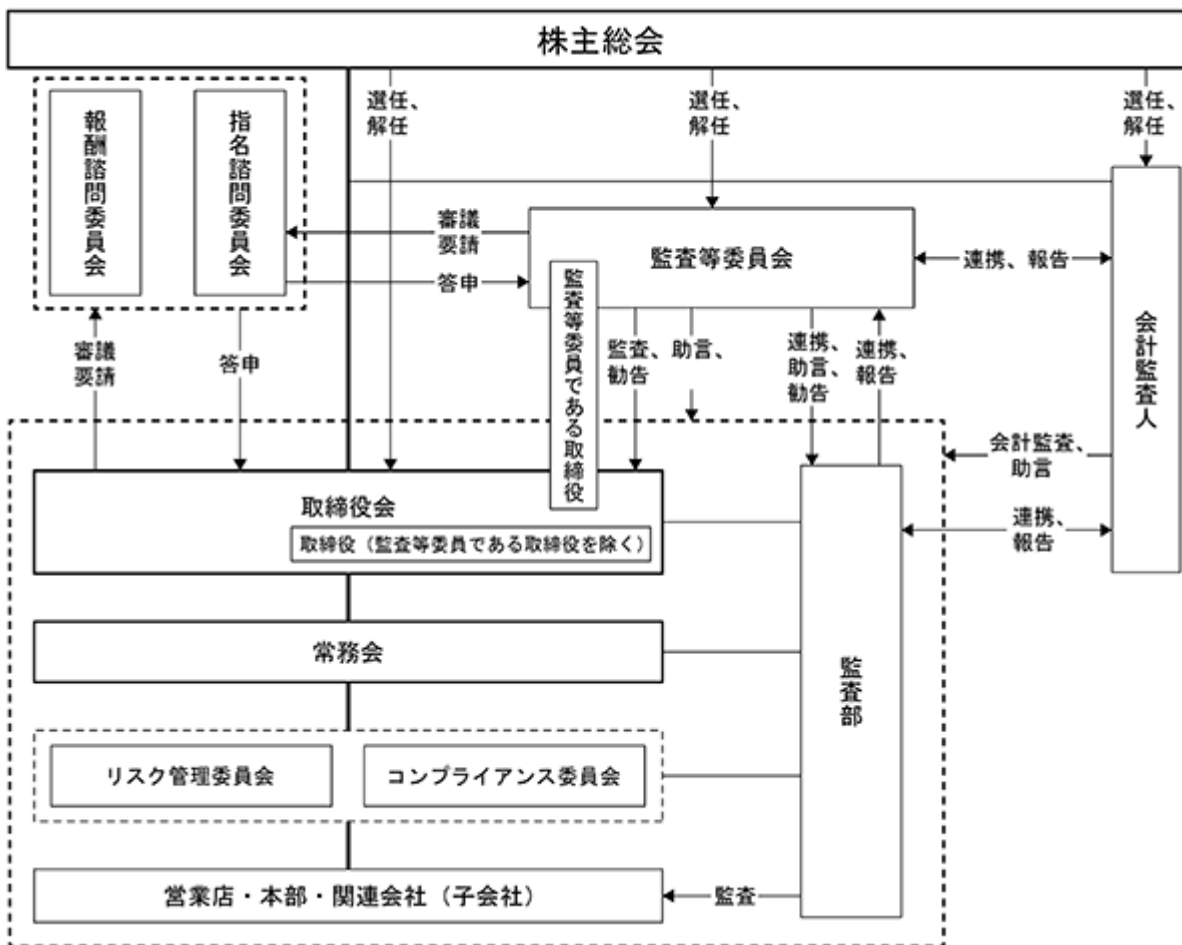 株主総会
報酬諮問委員会
指名諮問委員会
選任、
解任
選任、
解任
選任、
解任
審議
要請
答申
監査等委員会
連携、報告
監査等委員である取締役
会計監査人
審議
要請
答申
監査、
勧告
助言、
連携、
助言、
勧告
連携、
報告
会計監査、
助言
連携、
報告
取締役会
取締役（監査等委員である取締役を除く）
常務会
監査部
リスク管理委員会
コンプライアンス委員会
営業店・本部・関連会社（子会社）
監査